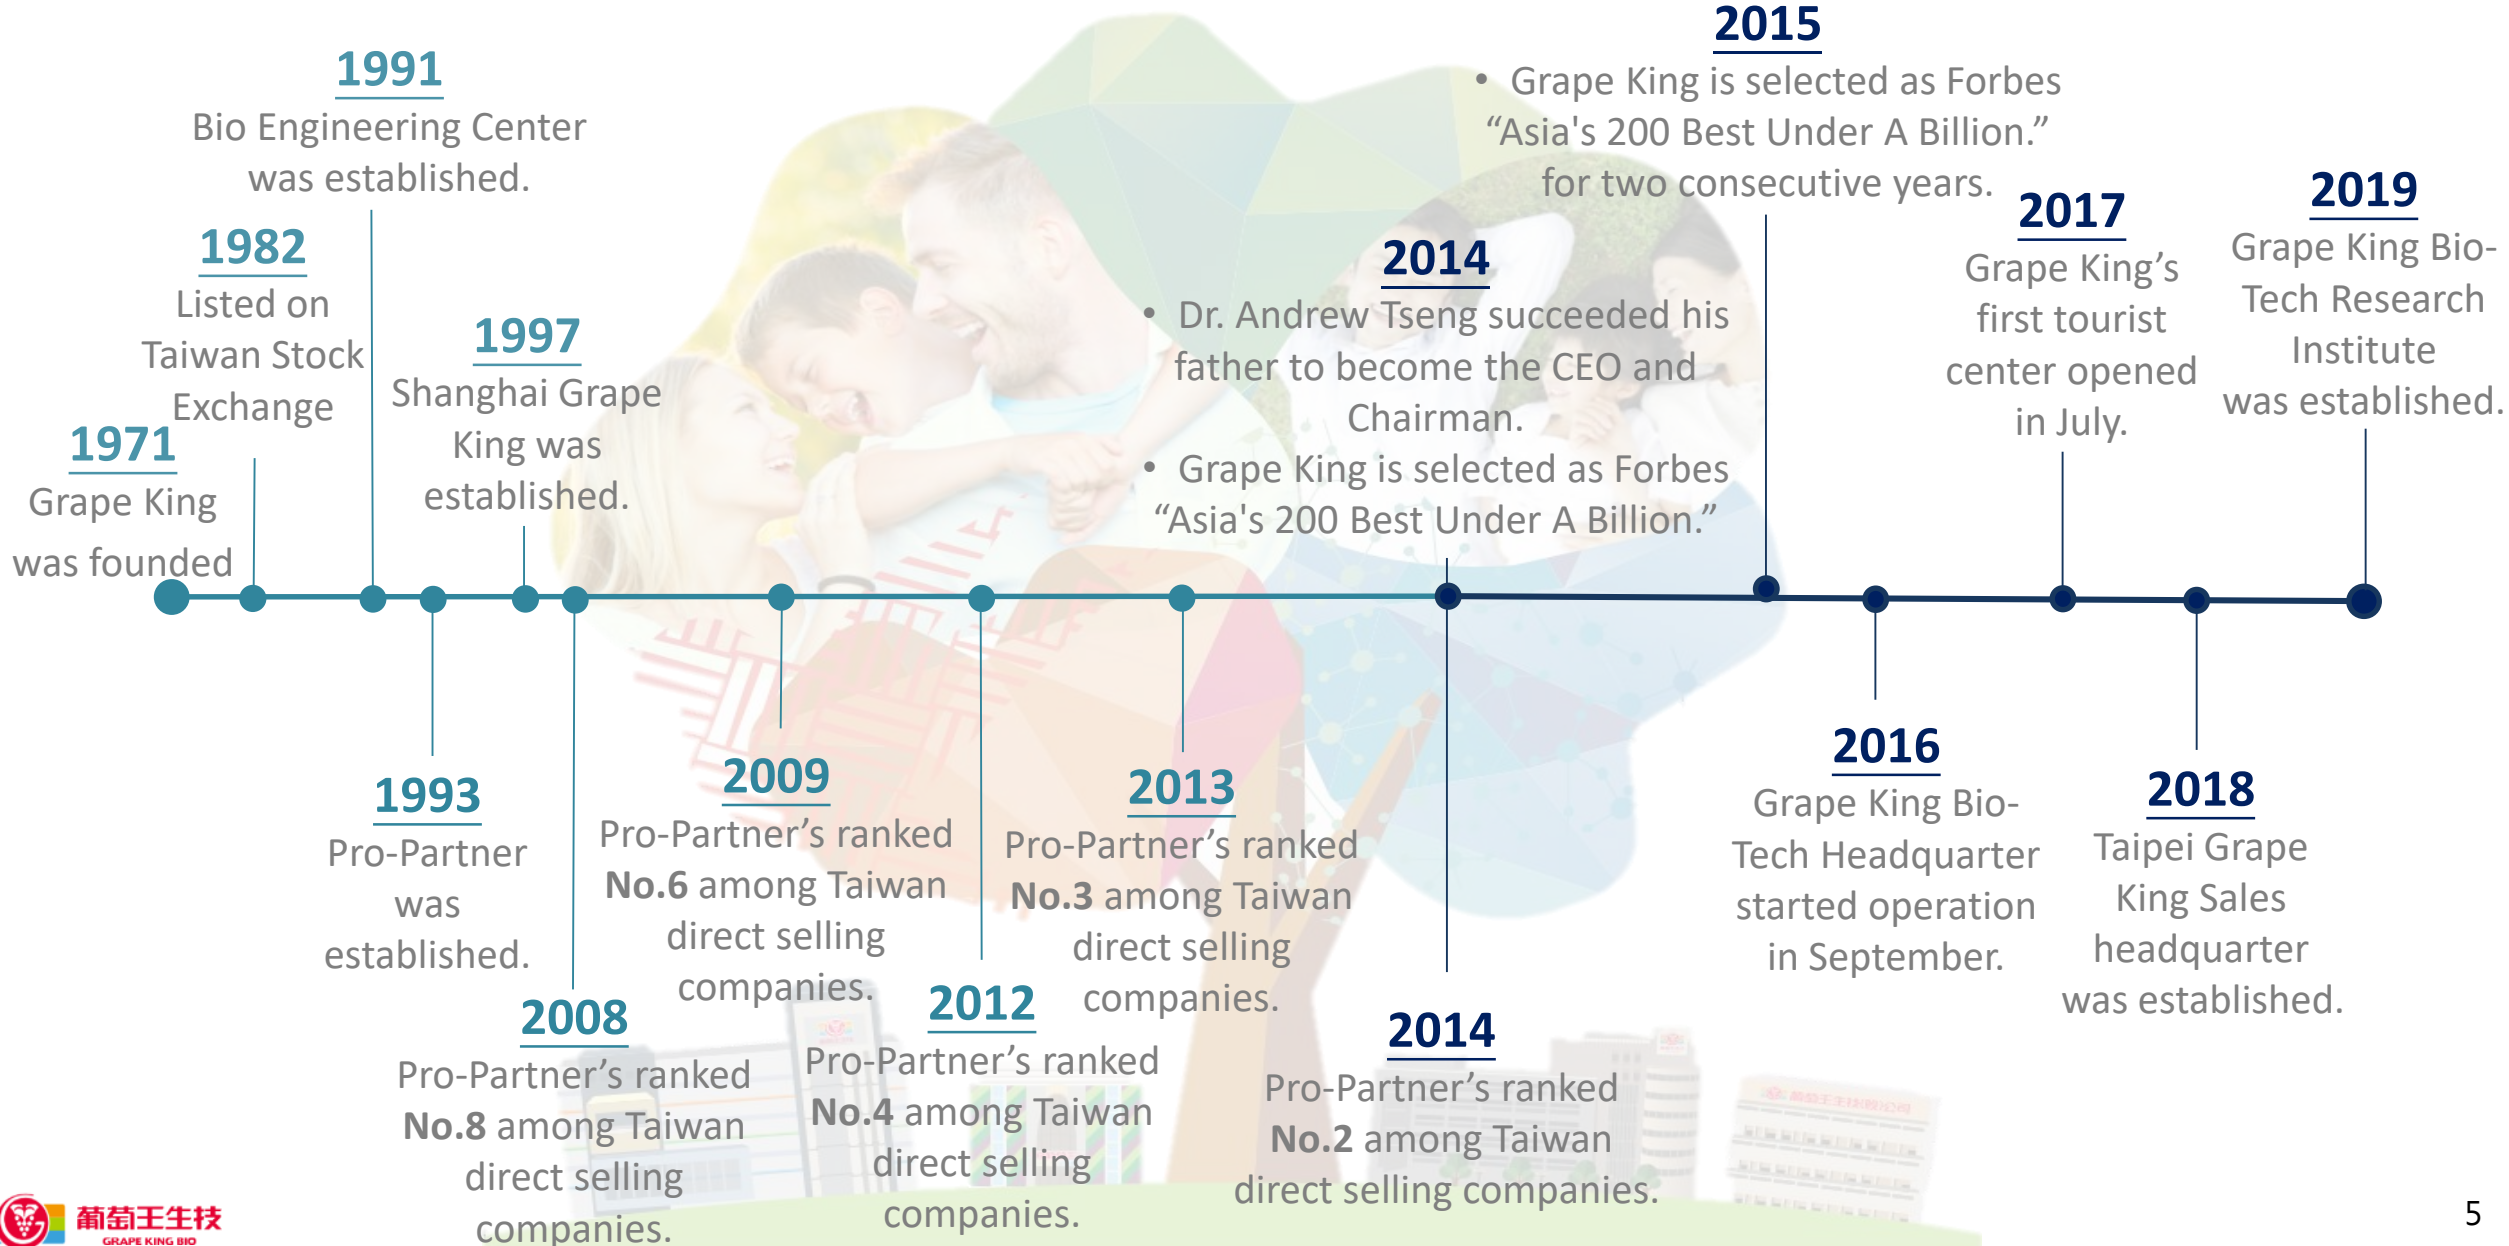 1971
Grape King
was founded
1982
Listed on
Taiwan Stock
Exchange
1991
Bio Engineering Center
was established.
1993
Pro-Partner
was
established.
1997
Shanghai Grape
King was
established.
2008
Pro-Partner’s ranked
No.8 among Taiwan
direct selling
companies.
2009
Pro-Partner’s ranked
No.6 among Taiwan
direct selling
companies.
2012
Pro-Partner’s ranked
No.4 among Taiwan
direct selling
companies.
2013
Pro-Partner’s ranked
No.3 among Taiwan
direct selling
companies.
2014
• Dr. Andrew Tseng succeeded his
father to become the CEO and
Chairman.
• Grape King is selected as Forbes
“Asia's 200 Best Under A Billion.”
2014
Pro-Partner’s ranked
No.2 among Taiwan
direct selling companies.
2015
• Grape King is selected as Forbes
“Asia's 200 Best Under A Billion.”
for two consecutive years.
2016
Grape King Bio-
Tech Headquarter
started operation
in September.
2017
Grape King’s
first tourist
center opened
in July.
2018
Taipei Grape
King Sales
headquarter
was established.
2019
Grape King Bio-
Tech Research
Institute
was established.
葡萄王生技
GRAPE KING BIO
5